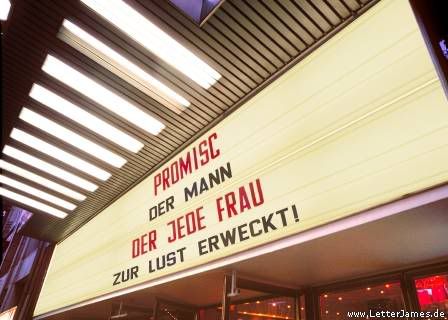 PROMISC
DER MANN
DER JEDE FRAU
ZUR LUST ERWECKT!
www.LetterJames.de